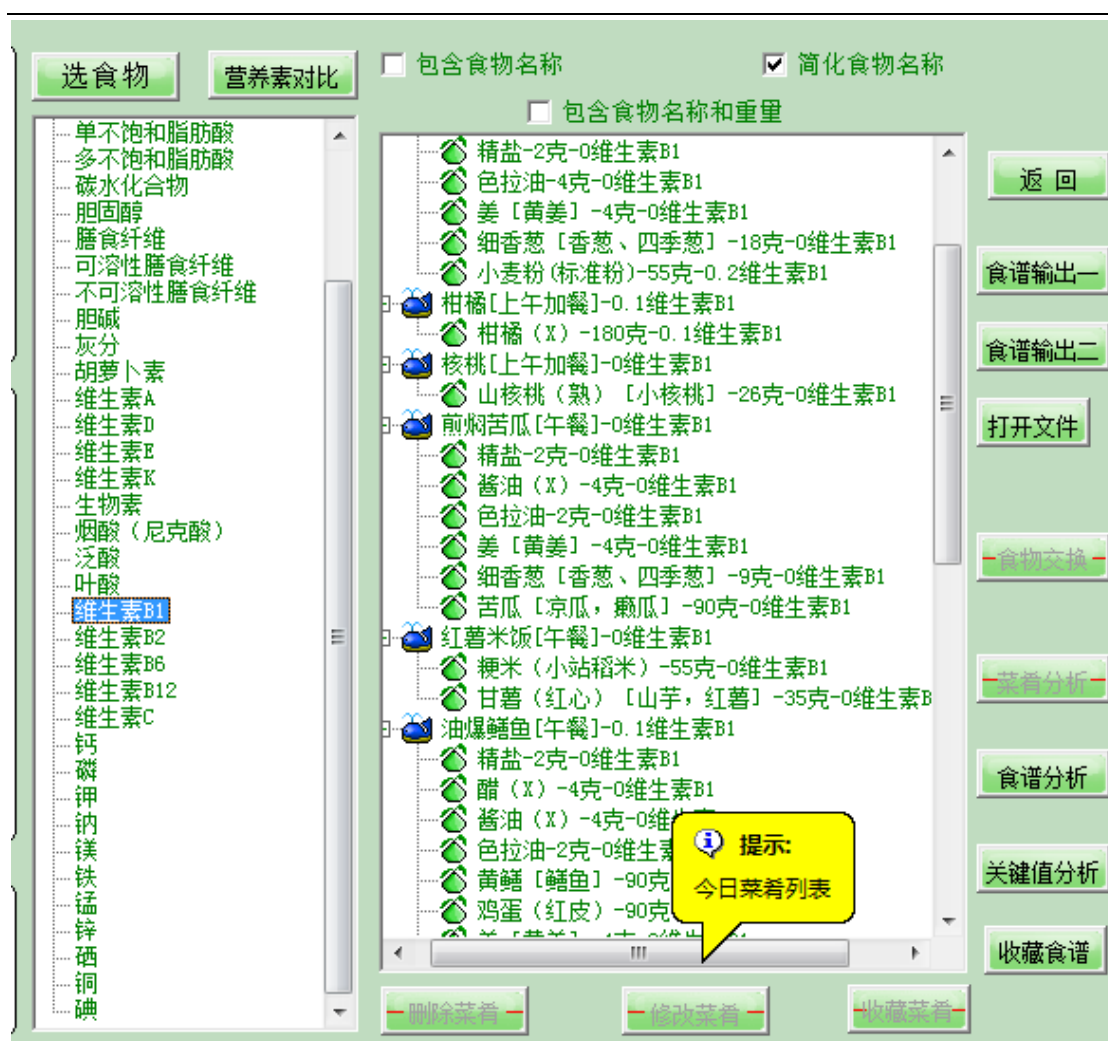 选食物
营养素对比
包含食物名称
简化食物名称
包含食物名称和重量
单不饱和脂肪酸
多不饱和脂肪酸
碳水化合物
胆固醇
膳食纤维
可溶性膳食纤维
不可溶性膳食纤维
胆碱
灰分
胡萝卜素
维生素A
维生素D
维生素E
维生素K
生物素
烟酸（尼克酸）
泛酸
叶酸
维生素B1
维生素B2
维生素B6
维生素B12
维生素C
钙
磷
钾
钠
镁
铁
锰
锌
硒
铜
碘
精盐-2克-0维生素B1
色拉油-4克-0维生素B1
姜［黄姜］-4克-0维生素B1
细香葱［香葱、四季葱］-18克-0维生素B1
小麦粉(标准粉)-55克-0.2维生素B1
柑橘[上午加餐]-0.1维生素B1
柑橘（X）-180克-0.1维生素B1
核桃[上午加餐]-0维生素B1
山核桃（熟）［小核桃］-26克-0维生素B1
煎焖苦瓜[午餐]-0维生素B1
精盐-2克-0维生素B1
酱油（X）-4克-0维生素B1
色拉油-2克-0维生素B1
姜［黄姜］-4克-0维生素B1
细香葱［香葱、四季葱］-9克-0维生素B1
苦瓜［凉瓜，癞瓜］-90克-0维生素B1
红薯米饭[午餐]-0维生素B1
粳米（小站稻米）-55克-0维生素B1
甘薯（红心）［山芋，红薯］-35克-0维生素B
油爆鳝鱼[午餐]-0.1维生素B1
精盐-2克-0维生素B1
醋（X）-4克-0维生素B1
酱油（X）-4克-0维
色拉油-2克-0维生素
黄鳝［鳝鱼］-90克
鸡蛋（红皮）-90克
提示:
今日菜肴列表
返回
食谱输出一
食谱输出二
打开文件
食物交换
菜肴分析
食谱分析
关键值分析
收藏食谱
删除菜肴
修改菜肴
收藏菜肴